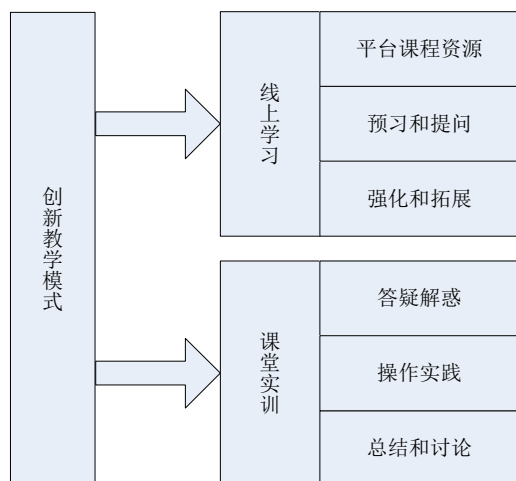 创新教学模式
线上学习
平台课程资源
预习和提问
强化和拓展
课堂实训
答疑解惑
操作实践
总结和讨论